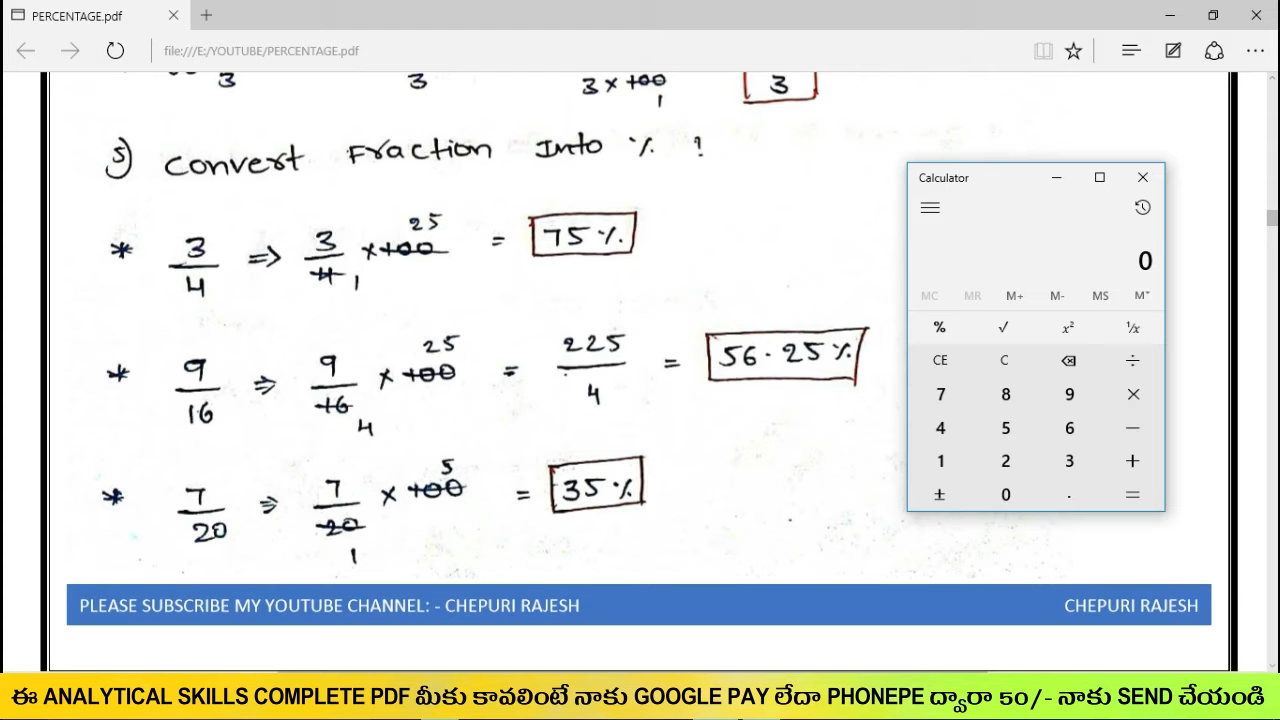 PERCENTAGE.pdf
file:///E:/YOUTUBE/PERCENTAGE.pdf
3 3 3 × 100 3
1
5) Convert Fraction Into % ?
* 3/4 => 3/4 × 100 = 75%
25
1
* 9/16 => 9/16 × 100 = 225/4 = 56.25%
25
4
* 7/20 => 7/20 × 100 = 35%
5
1
Calculator
0
MC MR M+ M- MS M˅
% √ x² ¹/x
CE C ⌫ ÷
7 8 9 ×
4 5 6 −
1 2 3 +
± 0 . =
PLEASE SUBSCRIBE MY YOUTUBE CHANNEL: - CHEPURI RAJESH CHEPURI RAJESH
ఈ ANALYTICAL SKILLS COMPLETE PDF మీకు కావలింటే నాకు GOOGLE PAY లేదా PHONEPE ద్వారా 50/- నాకు SEND చేయండి